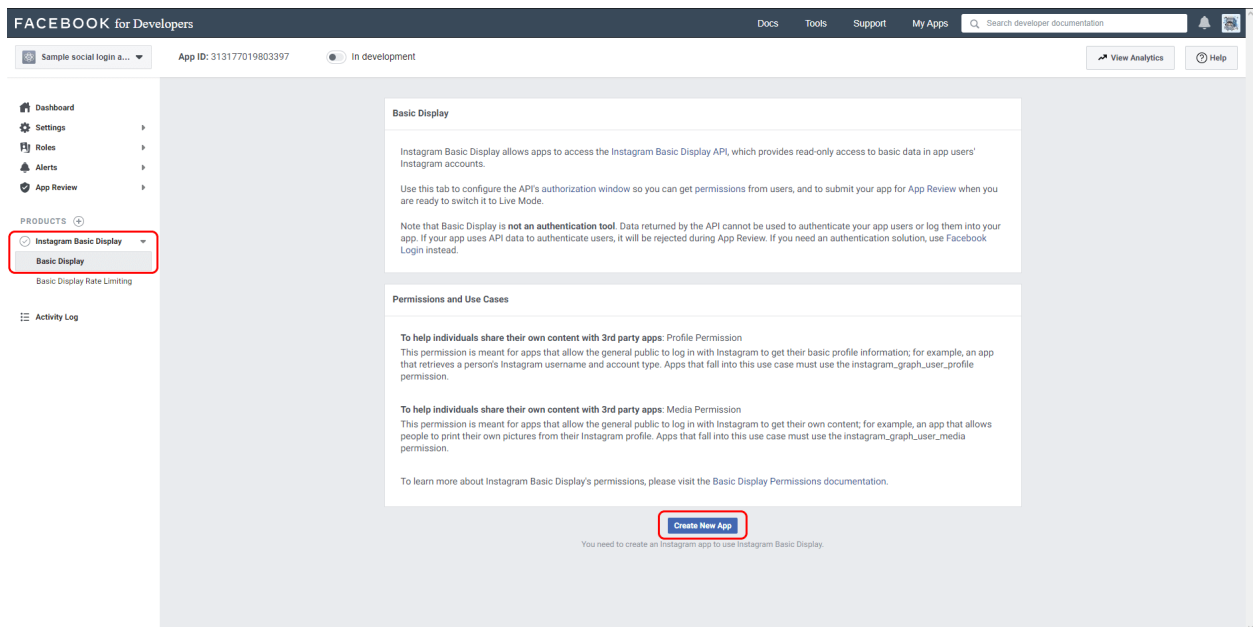 FACEBOOK for Developers
Docs Tools Support My Apps Search developer documentation
Sample social login a... App ID: 313177019803397 In development View Analytics Help
Dashboard
Settings
Roles
Alerts
App Review
PRODUCTS
Instagram Basic Display
Basic Display
Basic Display Rate Limiting
Activity Log
Basic Display
Instagram Basic Display allows apps to access the Instagram Basic Display API, which provides read-only access to basic data in app users'
Instagram accounts.
Use this tab to configure the API's authorization window so you can get permissions from users, and to submit your app for App Review when you
are ready to switch it to Live Mode.
Note that Basic Display is not an authentication tool. Data returned by the API cannot be used to authenticate your app users or log them into your
app. If your app uses API data to authenticate users, it will be rejected during App Review. If you need an authentication solution, use Facebook
Login instead.
Permissions and Use Cases
To help individuals share their own content with 3rd party apps: Profile Permission
This permission is meant for apps that allow the general public to log in with Instagram to get their basic profile information; for example, an app
that retrieves a person's Instagram username and account type. Apps that fall into this use case must use the instagram_graph_user_profile
permission.
To help individuals share their own content with 3rd party apps: Media Permission
This permission is meant for apps that allow the general public to log in with Instagram to get their own content; for example, an app that allows
people to print their own pictures from their Instagram profile. Apps that fall into this use case must use the instagram_graph_user_media
permission.
To learn more about Instagram Basic Display's permissions, please visit the Basic Display Permissions documentation.
Create New App
You need to create an Instagram app to use Instagram Basic Display.